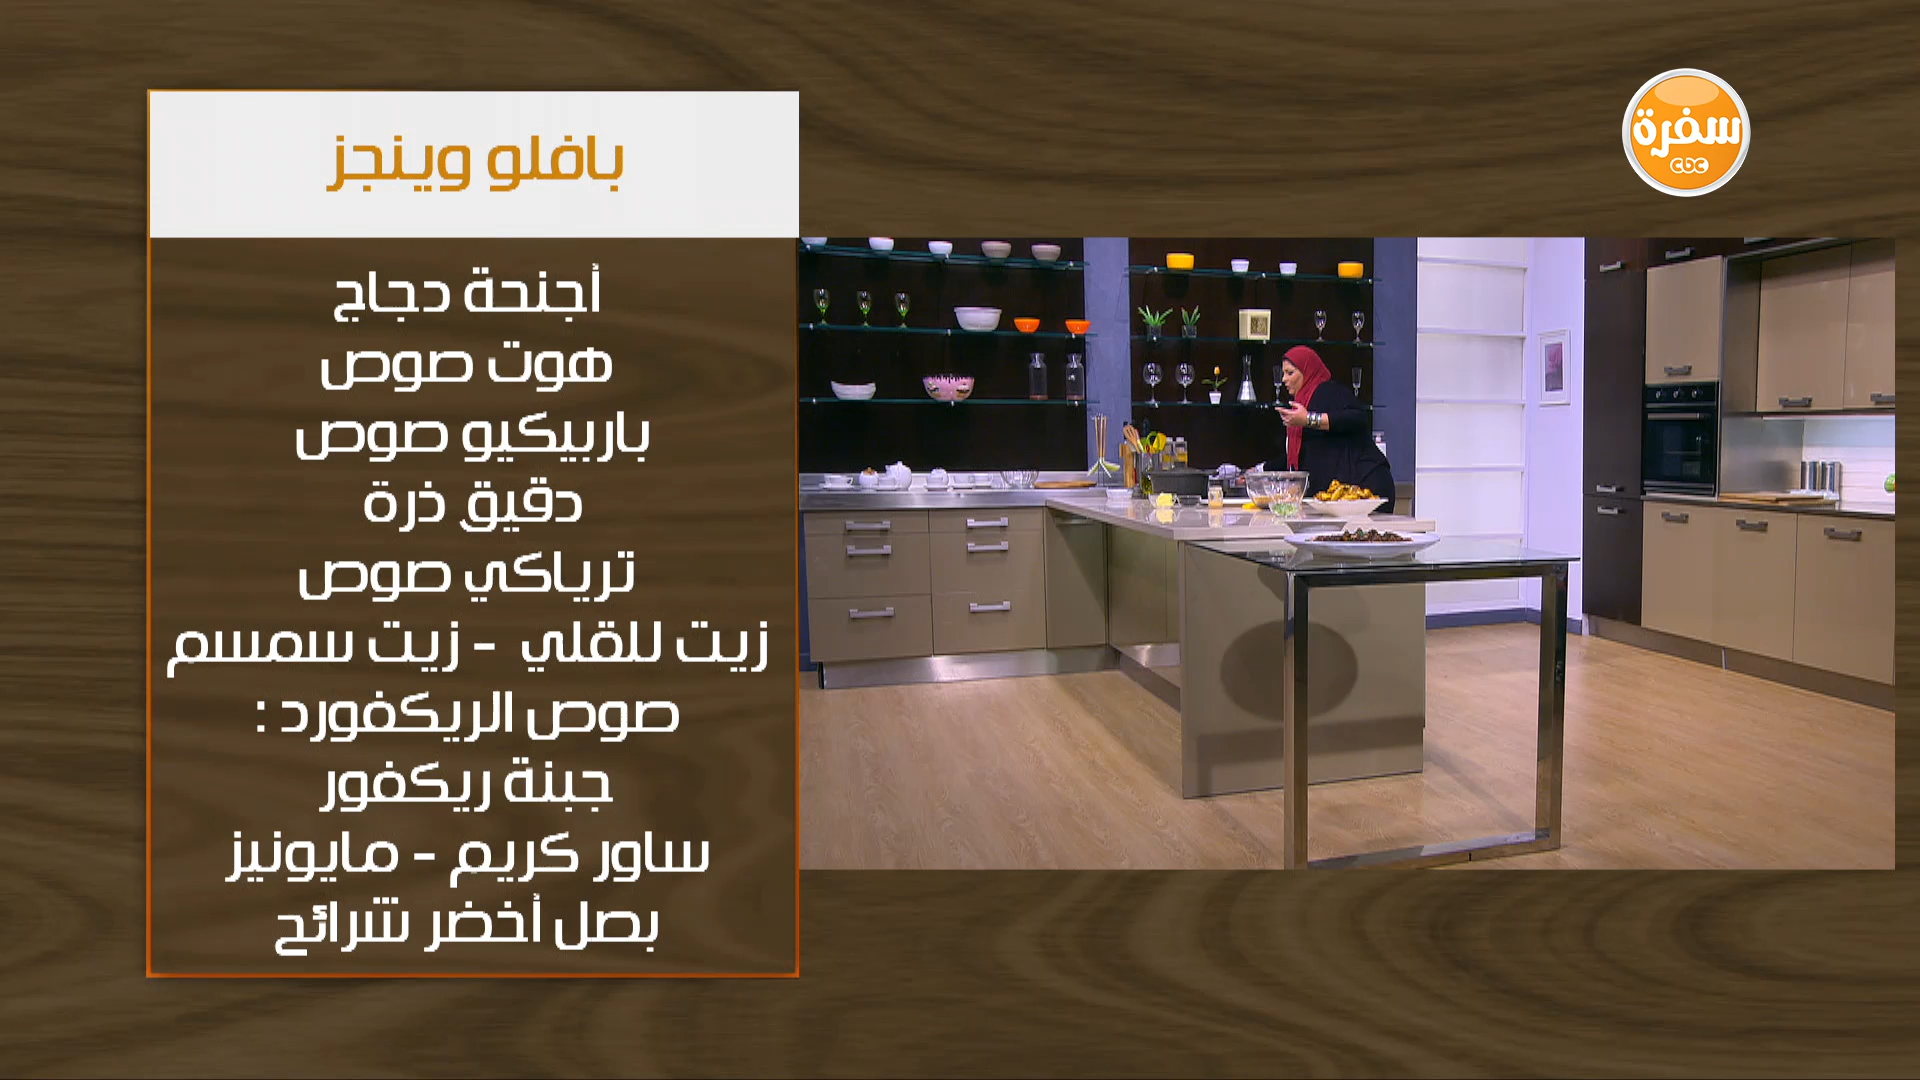 بافلو وينجز
أجنحة دجاج
هوت صوص
باربيكيو صوص
دقيق ذرة
ترياكي صوص
زيت للقلي - زيت سمسم
صوص الريكفورد :
جبنة ريكفور
ساور كريم - مايونيز
بصل أخضر شرائح
سفرة
cbc